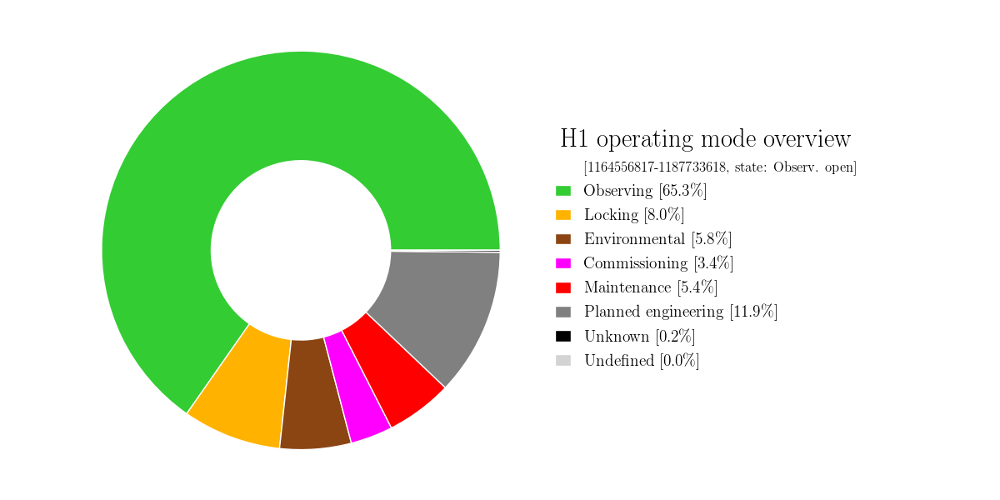 H1 operating mode overview
[1164556817-1187733618, state: Observ. open]
Observing [65.3%]
Locking [8.0%]
Environmental [5.8%]
Commissioning [3.4%]
Maintenance [5.4%]
Planned engineering [11.9%]
Unknown [0.2%]
Undefined [0.0%]